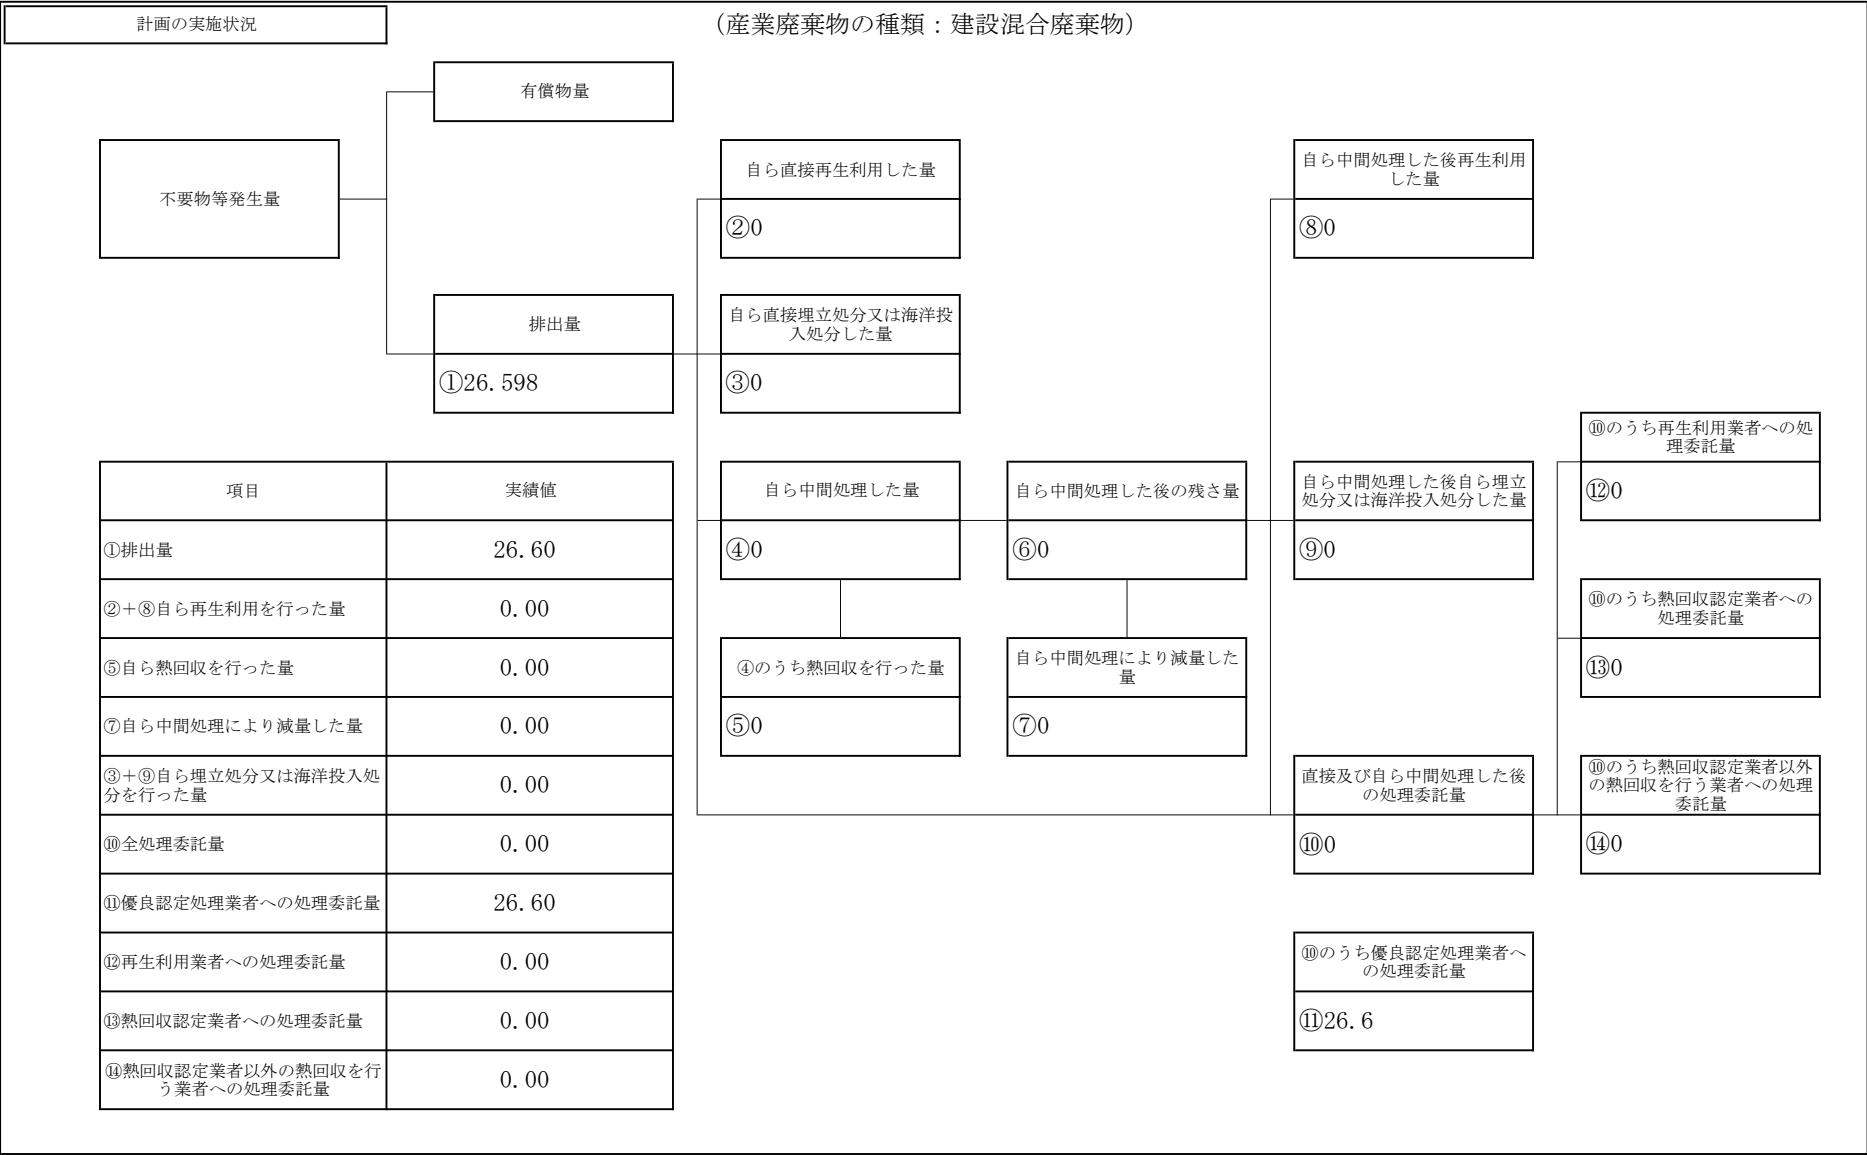 計画の実施状況
（産業廃棄物の種類：建設混合廃棄物）
有償物量
不要物等発生量
自ら直接再生利用した量
②0
自ら中間処理した後再生利用
した量
⑧0
排出量
①26.598
自ら直接埋立処分又は海洋投
入処分した量
③0
項目
実績値
①排出量
26.60
②＋⑧自ら再生利用を行った量
0.00
⑤自ら熱回収を行った量
0.00
⑦自ら中間処理により減量した量
0.00
③＋⑨自ら埋立処分又は海洋投入処
分を行った量
0.00
⑩全処理委託量
0.00
⑪優良認定処理業者への処理委託量
26.60
⑫再生利用業者への処理委託量
0.00
⑬熱回収認定業者への処理委託量
0.00
⑭熱回収認定業者以外の熱回収を行
う業者への処理委託量
0.00
自ら中間処理した量
④0
④のうち熱回収を行った量
⑤0
自ら中間処理した後の残さ量
⑥0
自ら中間処理により減量した
量
⑦0
自ら中間処理した後自ら埋立
処分又は海洋投入処分した量
⑨0
直接及び自ら中間処理した後
の処理委託量
⑩0
⑩のうち優良認定処理業者へ
の処理委託量
⑪26.6
⑩のうち再生利用業者への処
理委託量
⑫0
⑩のうち熱回収認定業者への
処理委託量
⑬0
⑩のうち熱回収認定業者以外
の熱回収を行う業者への処理
委託量
⑭0